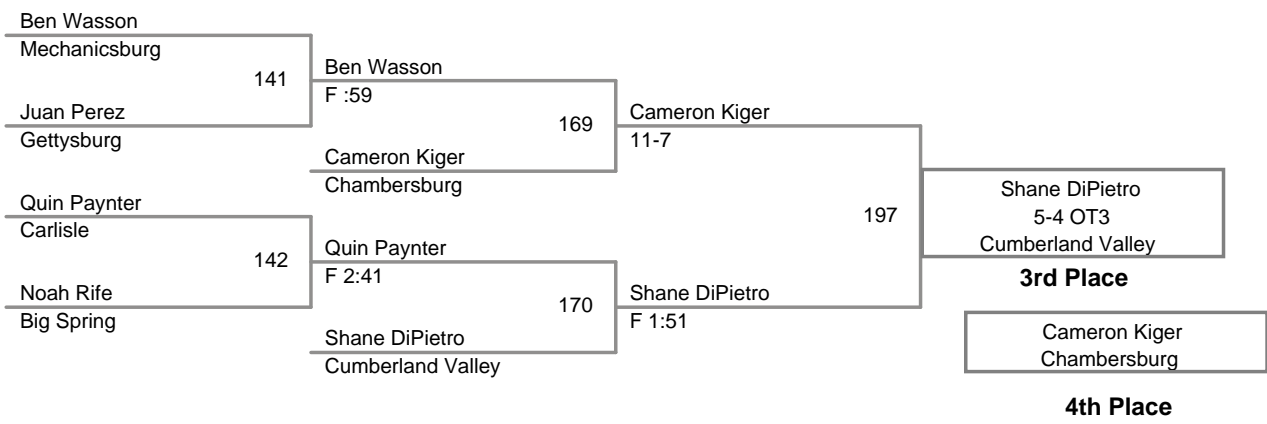 Ben Wasson
Mechanicsburg
141
Ben Wasson
F :59
Juan Perez
Gettysburg
169
Cameron Kiger
11-7
Cameron Kiger
Chambersburg
Quin Paynter
Carlisle
142
Quin Paynter
F 2:41
Noah Rife
Big Spring
170
Shane DiPietro
F 1:51
Shane DiPietro
Cumberland Valley
197
Shane DiPietro
5-4 OT3
Cumberland Valley
3rd Place
Cameron Kiger
Chambersburg
4th Place